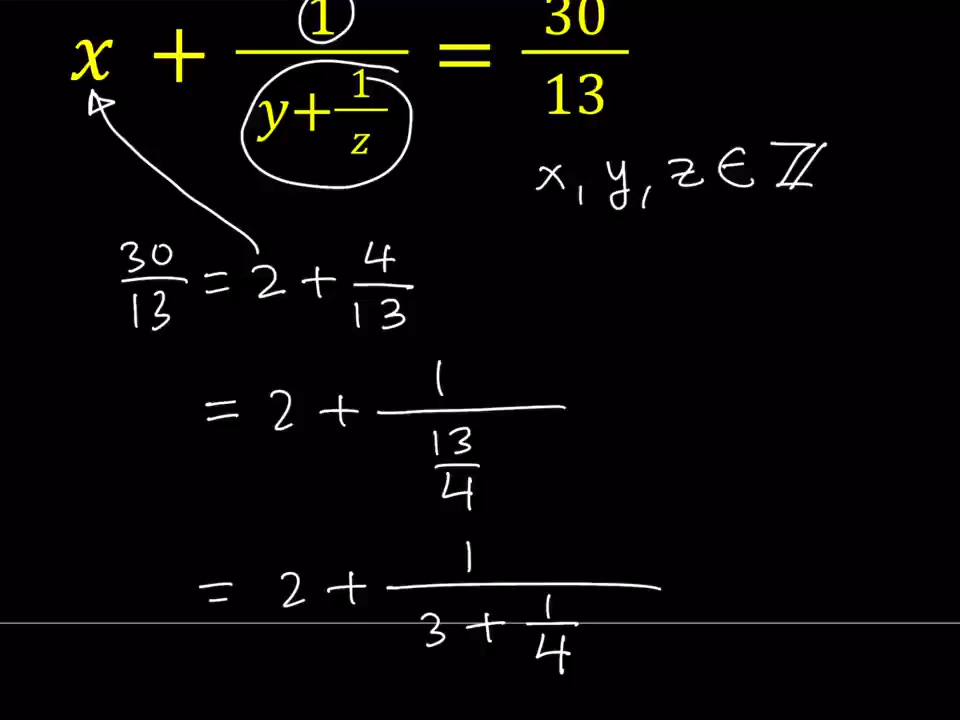 x + 1/(y + 1/z) = 30/13
x, y, z ∈ ℤ
30/13 = 2 + 4/13
= 2 + 1/(13/4)
= 2 + 1/(3 + 1/4)